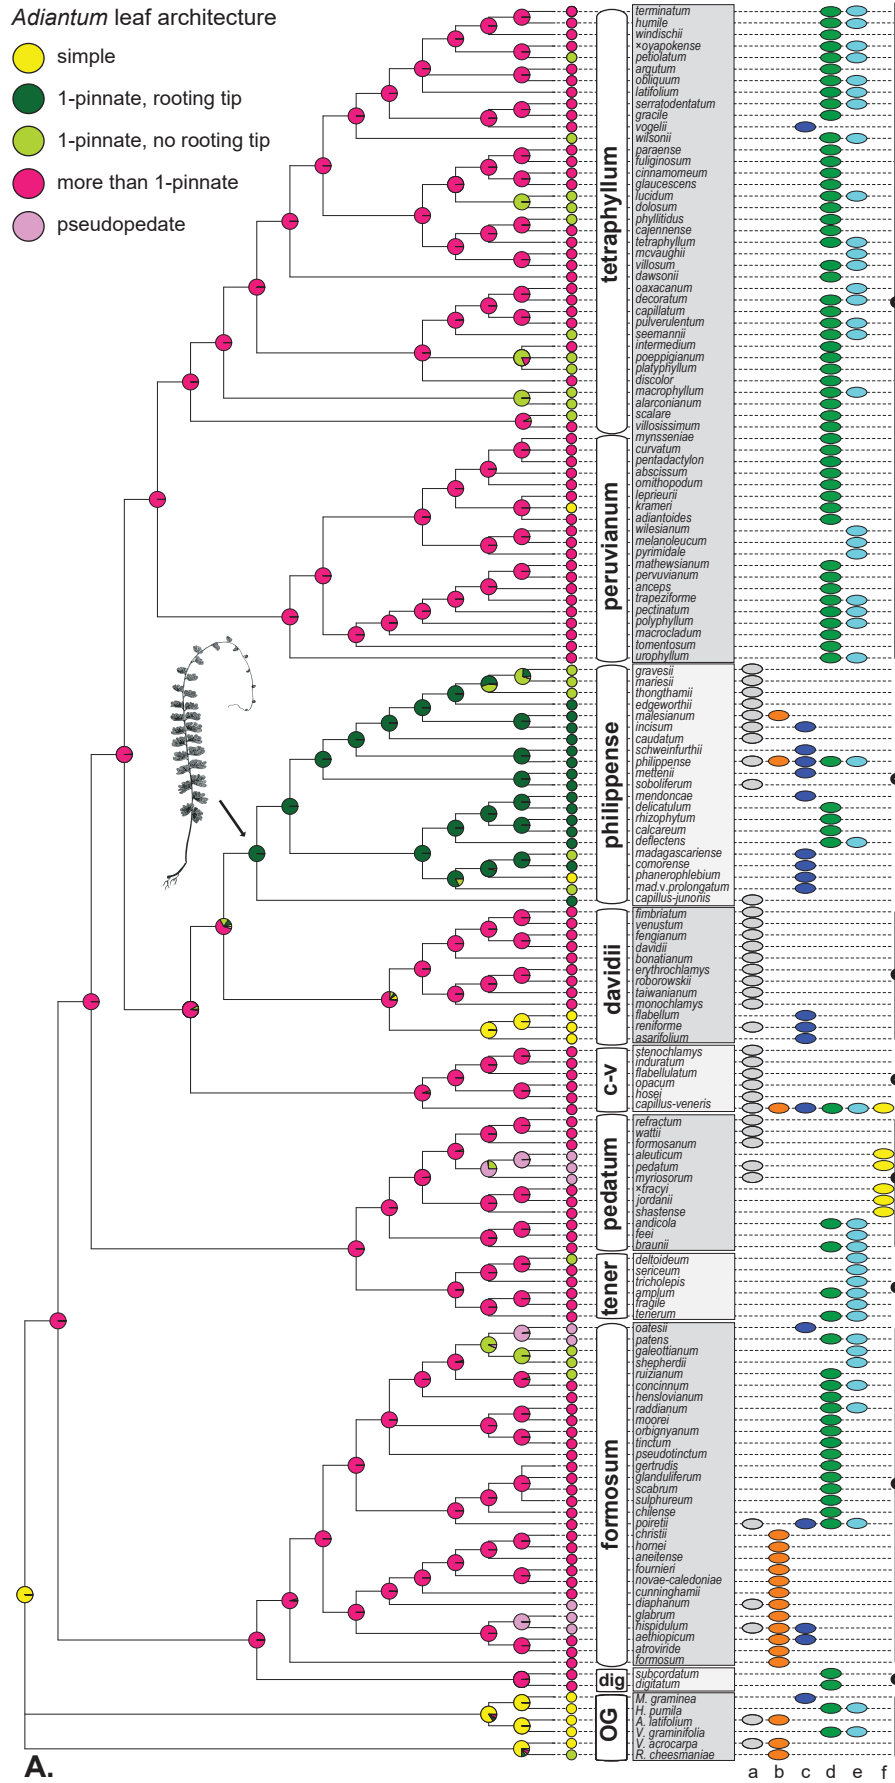 Adiantum leaf architecture
simple
1-pinnate, rooting tip
1-pinnate, no rooting tip
more than 1-pinnate
pseudopedate
tetraphyllum
terminatum
humile
windischii
×oyapokense
petiolatum
argutum
obliquum
latifolium
serratodentatum
gracile
vogelii
wilsonii
paraense
fuliginosum
cinnamomeum
glaucescens
lucidum
dolosum
phyllitidus
cajennense
tetraphyllum
mcvaughii
villosum
dawsonii
oaxacanum
decoratum
capillatum
pulverulentum
seemannii
intermedium
poeppigianum
platyphyllum
discolor
macrophyllum
alarconianum
scalare
villosissimum
peruvianum
mynsseniae
curvatum
pentadactylon
abscissum
ornithopodum
leprieurii
krameri
adiantoides
wilesianum
melanoleucum
pyrimidale
mathewsianum
pervuvianum
anceps
trapeziforme
pectinatum
polyphyllum
macrocladum
tomentosum
urophyllum
philippense
gravesii
mariesii
thongthamii
edgeworthii
malesianum
incisum
caudatum
schweinfurthii
philippense
mettenii
soboliferum
mendoncae
delicatulum
rhizophytum
calcareum
deflectens
madagascariense
comorense
phanerophlebium
mad.v.prolongatum
capillus-junonis
davidii
fimbriatum
venustum
fengianum
davidii
bonatianum
erythrochlamys
roborowskii
taiwanianum
monochlamys
flabellum
reniforme
asarifolium
c-v
stenochlamys
induratum
flabellulatum
opacum
hosei
capillus-veneris
pedatum
refractum
wattii
formosanum
aleuticum
pedatum
myriosorum
×tracyi
jordanii
shastense
andicola
feei
braunii
tener
deltoideum
sericeum
tricholepis
amplum
fragile
tenerum
formosum
oatesii
patens
galeottianum
shepherdii
ruizianum
concinnum
henslovianum
raddianum
moorei
orbignyanum
tinctum
pseudotinctum
gertrudis
glanduliferum
scabrum
sulphureum
chilense
poiretii
christii
hornei
aneitense
fournieri
novae-caledoniae
cunninghamii
diaphanum
glabrum
hispidulum
aethiopicum
atroviride
formosum
dig
subcordatum
digitatum
OG
M. graminea
H. pumila
A. latifolium
V. graminifolia
V. acrocarpa
R. cheesmaniae
A.
a b c d e f